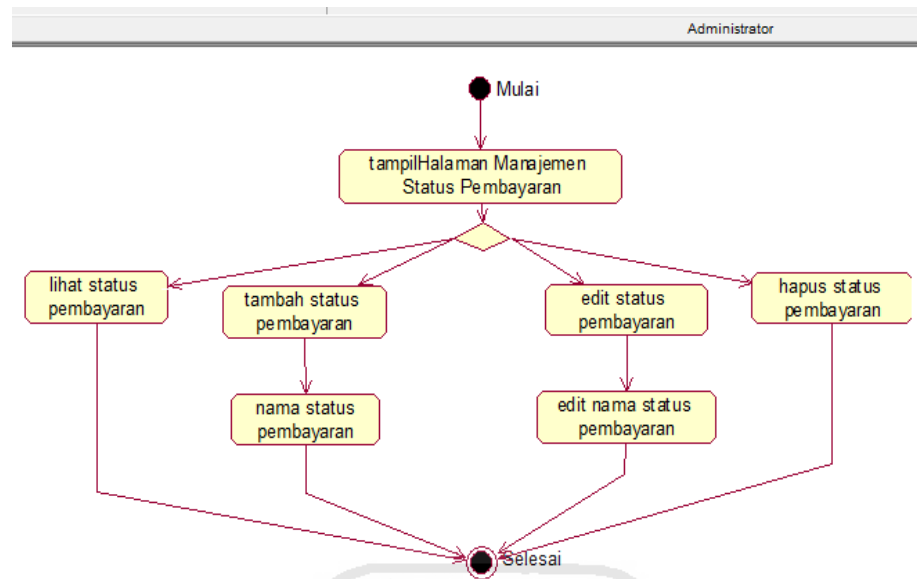 Administrator
Mulai
tampilHalaman Manajemen
Status Pembayaran
lihat status
pembayaran
tambah status
pembayaran
edit status
pembayaran
hapus status
pembayaran
nama status
pembayaran
edit nama status
pembayaran
Selesai